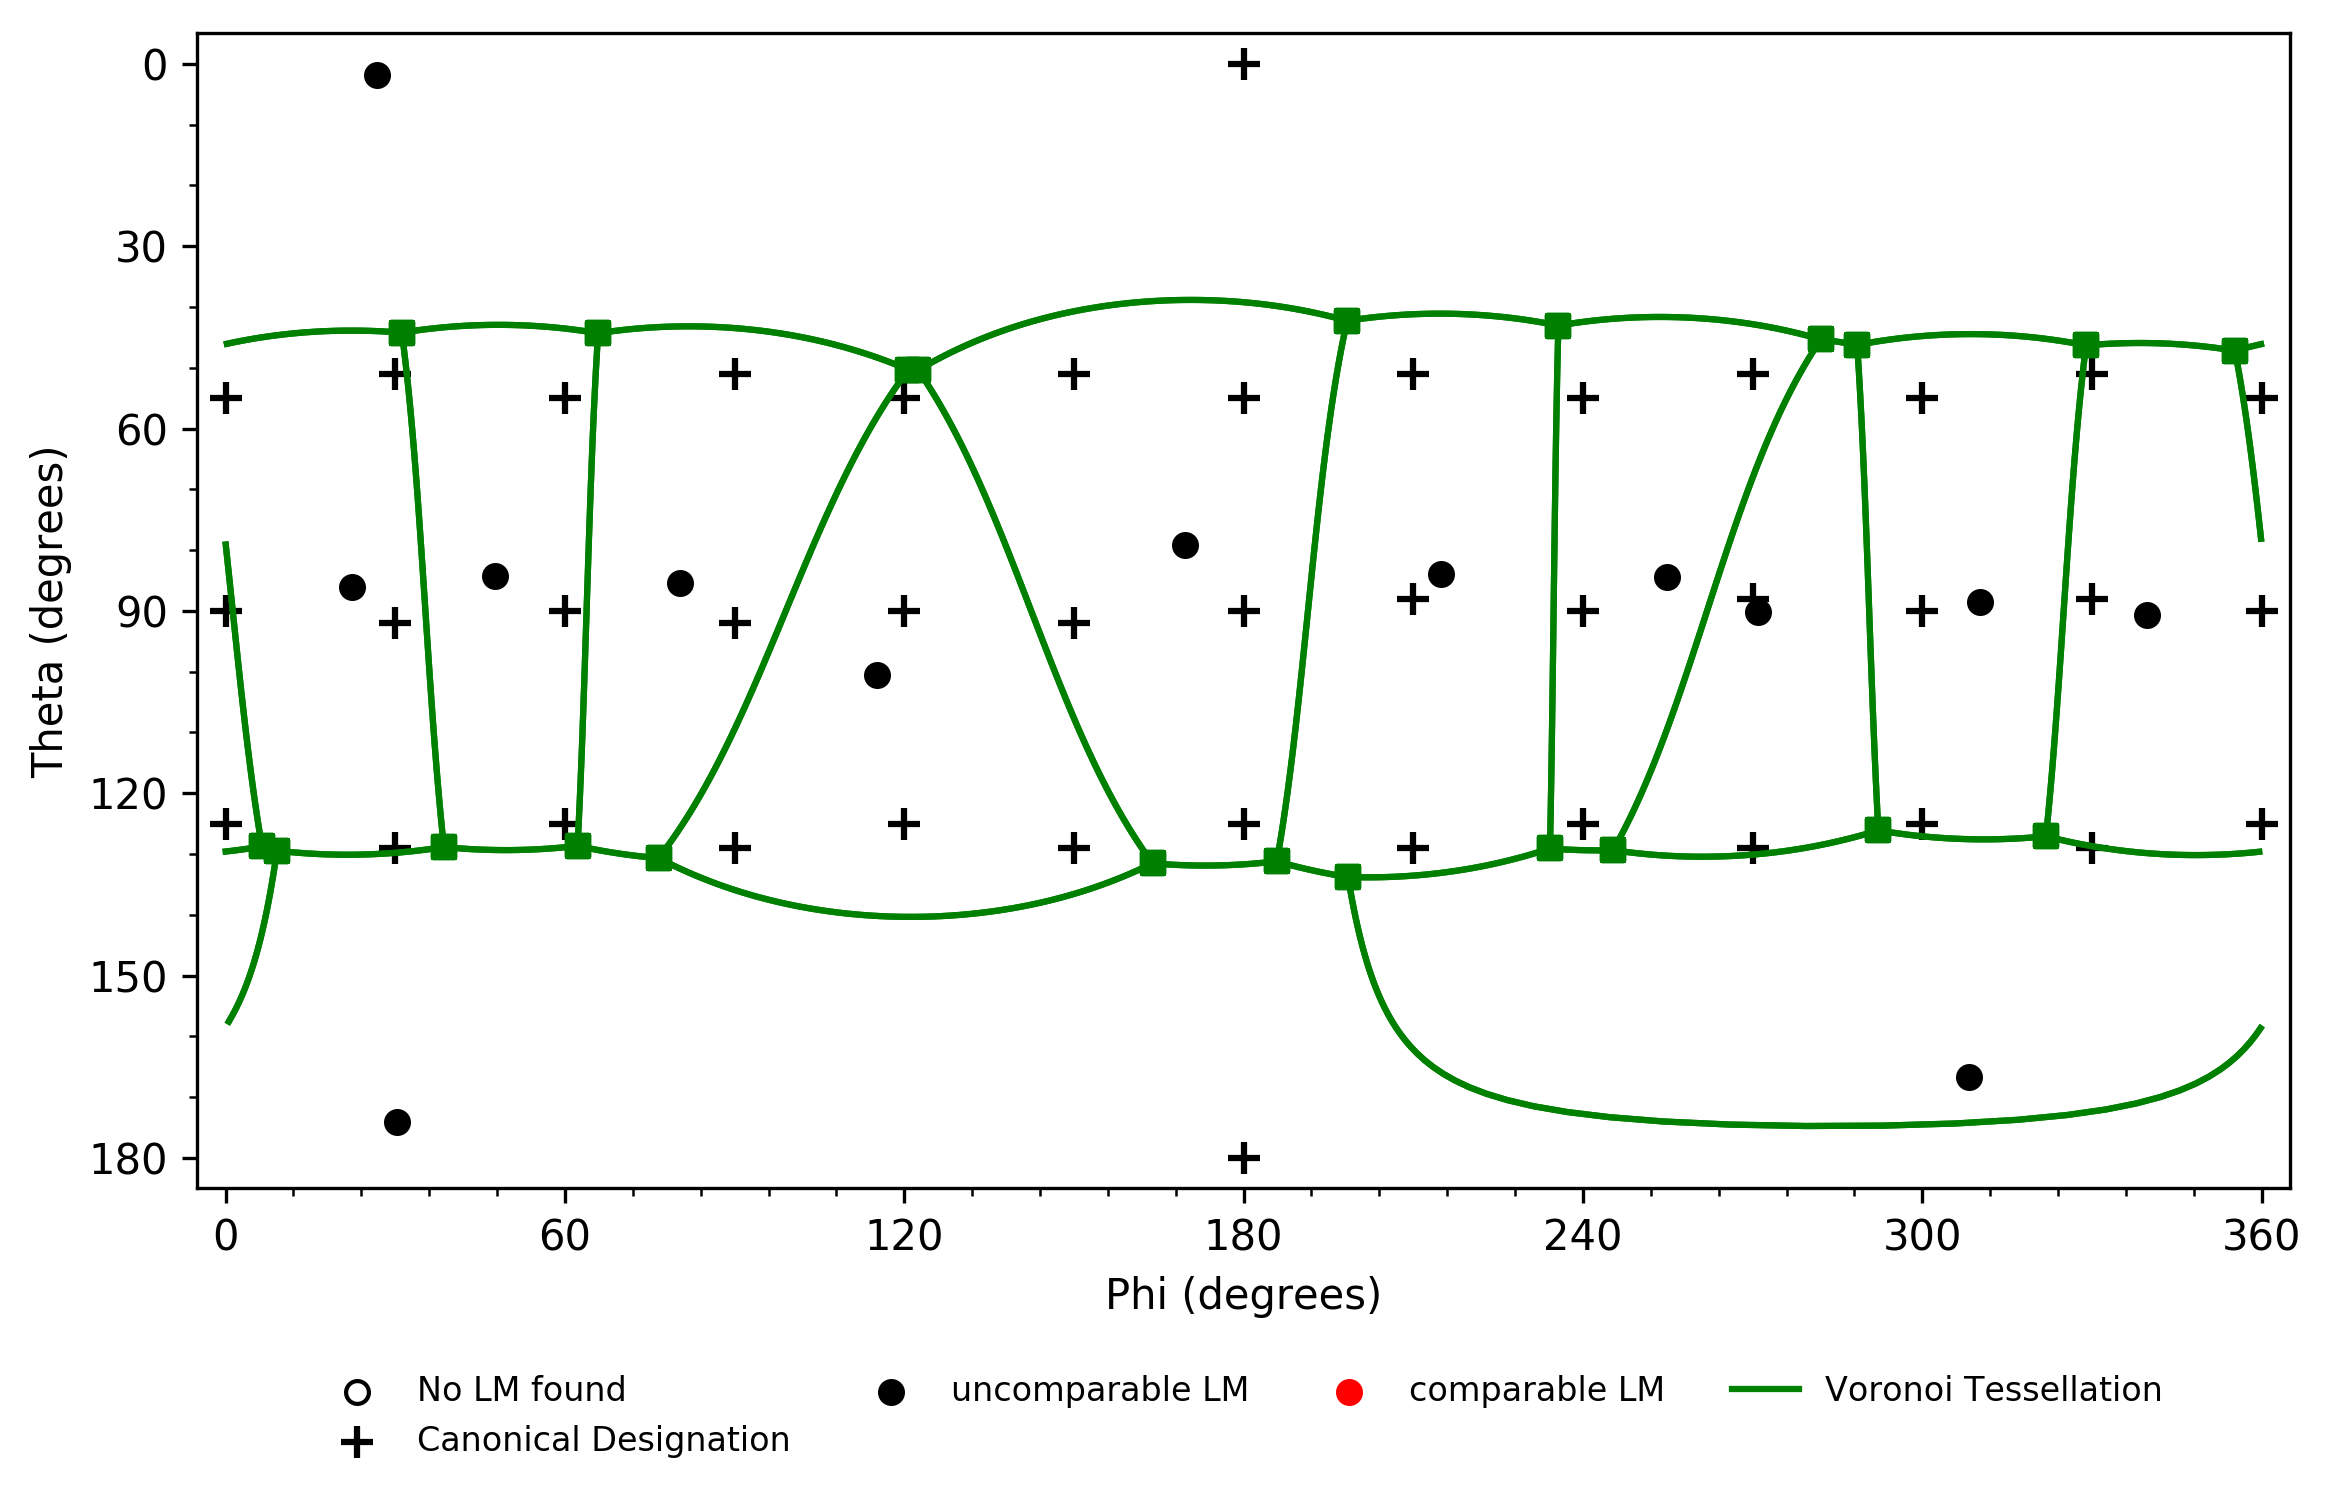 0
30
60
90
120
150
180
Theta (degrees)
0 60 120 180 240 300 360
Phi (degrees)
No LM found uncomparable LM comparable LM Voronoi Tessellation
Canonical Designation